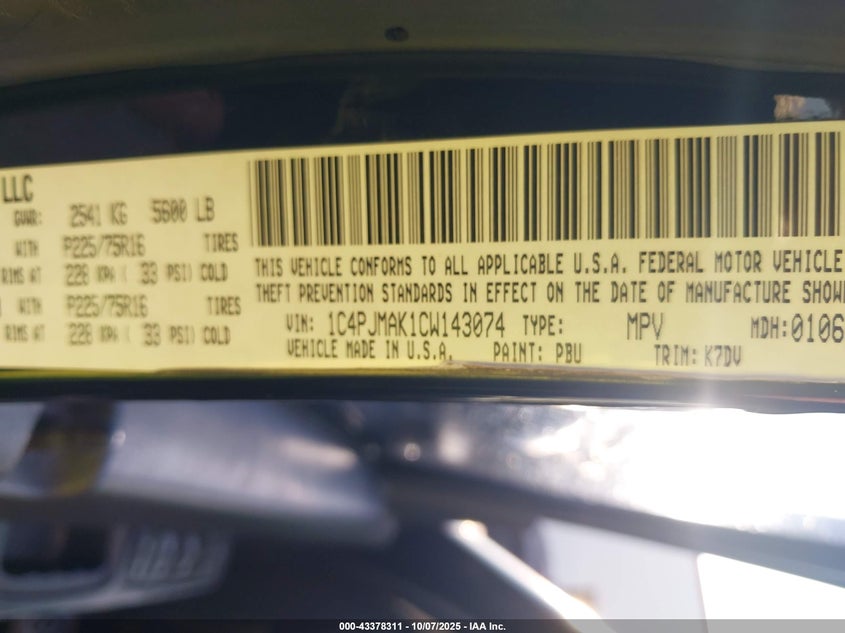 LLC
GVWR: 2541 KG 5600 LB
WITH P225/75R16 TIRES
RIMS AT 228 KPA ( 33 PSI) COLD
WITH P225/75R16 TIRES
RIMS AT 228 KPA ( 33 PSI) COLD
THIS VEHICLE CONFORMS TO ALL APPLICABLE U.S.A. FEDERAL MOTOR VEHICLE
THEFT PREVENTION STANDARDS IN EFFECT ON THE DATE OF MANUFACTURE SHOW
VIN: 1C4PJMAK1CW143074 TYPE: MPV MDH: 0106
VEHICLE MADE IN U.S.A. PAINT: PBU TRIM: K7DV
000-43378311 - 10/07/2025 - IAA Inc.